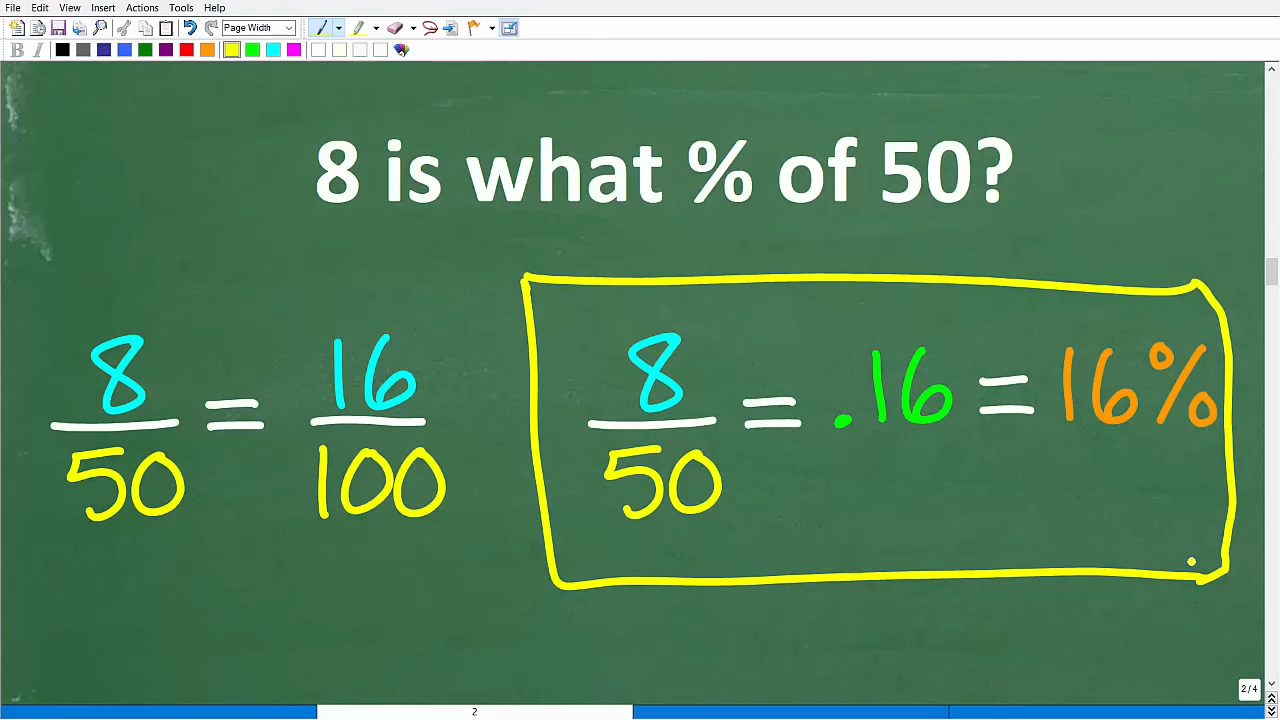 File Edit View Insert Actions Tools Help
Page Width
B I
8 is what % of 50?
8/50 = 16/100
8/50 = .16 = 16%
2/4
2